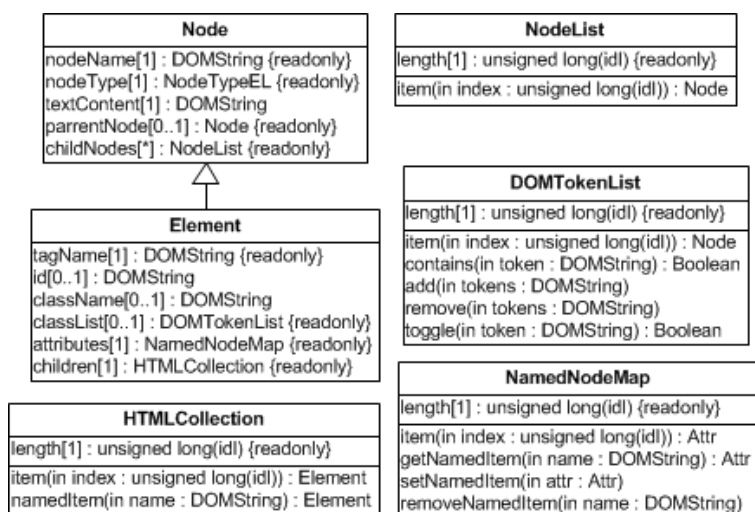 Node
nodeName[1] : DOMString {readonly}
nodeType[1] : NodeTypeEL {readonly}
textContent[1] : DOMString
parrentNode[0..1] : Node {readonly}
childNodes[*] : NodeList {readonly}
Element
tagName[1] : DOMString {readonly}
id[0..1] : DOMString
className[0..1] : DOMString
classList[0..1] : DOMTokenList {readonly}
attributes[1] : NamedNodeMap {readonly}
children[1] : HTMLCollection {readonly}
HTMLCollection
length[1] : unsigned long(idl) {readonly}
item(in index : unsigned long(idl)) : Element
namedItem(in name : DOMString) : Element
NodeList
length[1] : unsigned long(idl) {readonly}
item(in index : unsigned long(idl)) : Node
DOMTokenList
length[1] : unsigned long(idl) {readonly}
item(in index : unsigned long(idl)) : Node
contains(in token : DOMString) : Boolean
add(in tokens : DOMString)
remove(in tokens : DOMString)
toggle(in token : DOMString) : Boolean
NamedNodeMap
length[1] : unsigned long(idl) {readonly}
item(in index : unsigned long(idl)) : Attr
getNamedItem(in name : DOMString) : Attr
setNamedItem(in attr : Attr)
removeNamedItem(in name : DOMString)